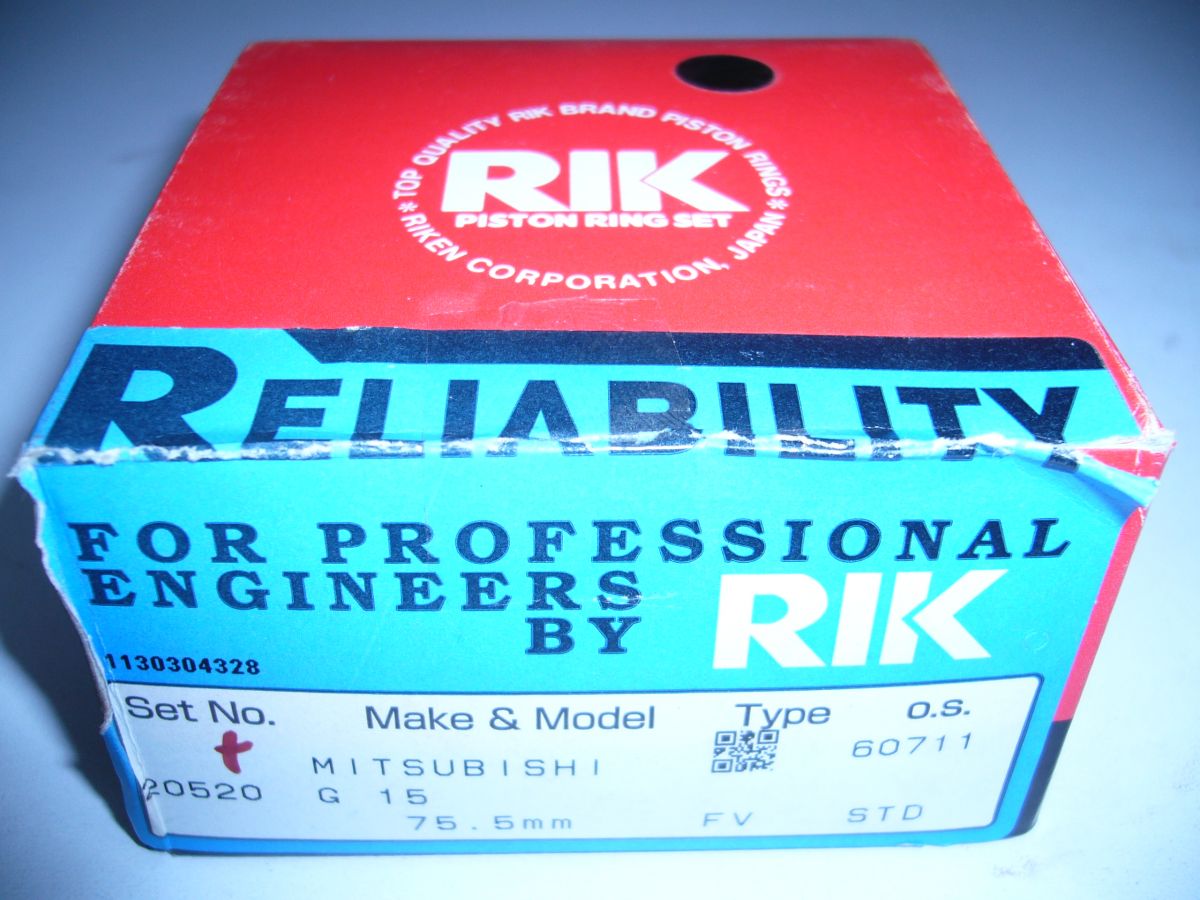 * TOP QUALITY RIK BRAND PISTON RINGS *
RIK
PISTON RING SET
RIKEN CORPORATION, JAPAN
RELIABILITY
FOR PROFESSIONAL
ENGINEERS
BY RIK
1130304328
Set No. Make & Model Type O.S.
MITSUBISHI 60711
20520 G 15
75.5mm FV STD